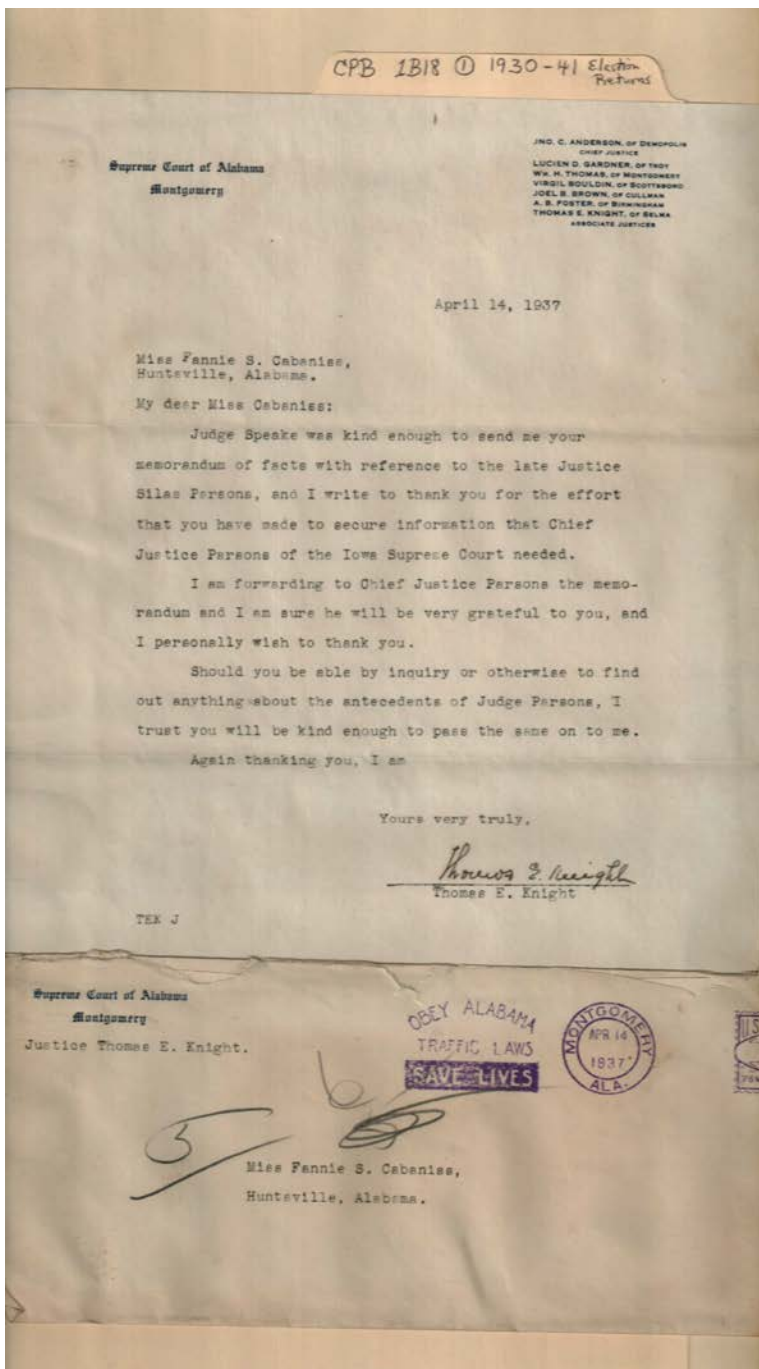 CPB 1B18 ① 1930-41 Election
Returns
Supreme Court of Alabama
Montgomery
JNO. C. ANDERSON, OF DEMOPOLIS
CHIEF JUSTICE
LUCIEN D. GARDNER, OF TROY
WM. H. THOMAS, OF MONTGOMERY
VIRGIL BOULDIN, OF SCOTTSBORO
JOEL B. BROWN, OF CULLMAN
A. B. FOSTER, OF BIRMINGHAM
THOMAS E. KNIGHT, OF SELMA
ASSOCIATE JUSTICES
April 14, 1937
Miss Fannie S. Cabaniss,
Huntsville, Alabama.
My dear Miss Cabaniss:
Judge Speake was kind enough to send me your
memorandum of facts with reference to the late Justice
Silas Parsons, and I write to thank you for the effort
that you have made to secure information that Chief
Justice Parsons of the Iowa Supreme Court needed.
I am forwarding to Chief Justice Parsons the memo-
randum and I am sure he will be very grateful to you, and
I personally wish to thank you.
Should you be able by inquiry or otherwise to find
out anything about the antecedents of Judge Parsons, I
trust you will be kind enough to pass the same on to me.
Again thanking you, I am
Yours very truly,
Thomas E. Knight
Thomas E. Knight
TEK J
Supreme Court of Alabama
Montgomery
Justice Thomas E. Knight.
OBEY ALABAMA
TRAFFIC LAWS
SAVE LIVES
MONTGOMERY
APR 14
1937
ALA.
5
6
Miss Fannie S. Cabaniss,
Huntsville, Alabama.